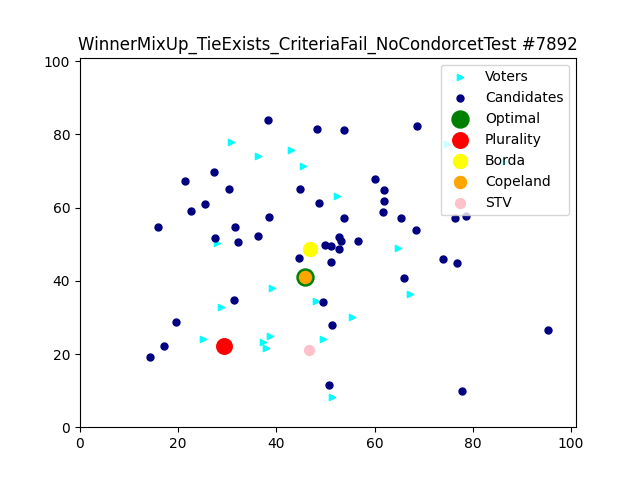 WinnerMixUp_TieExists_CriteriaFail_NoCondorcetTest #7892
100
80
60
40
20
0
0 20 40 60 80 100
Voters
Candidates
Optimal
Plurality
Borda
Copeland
STV